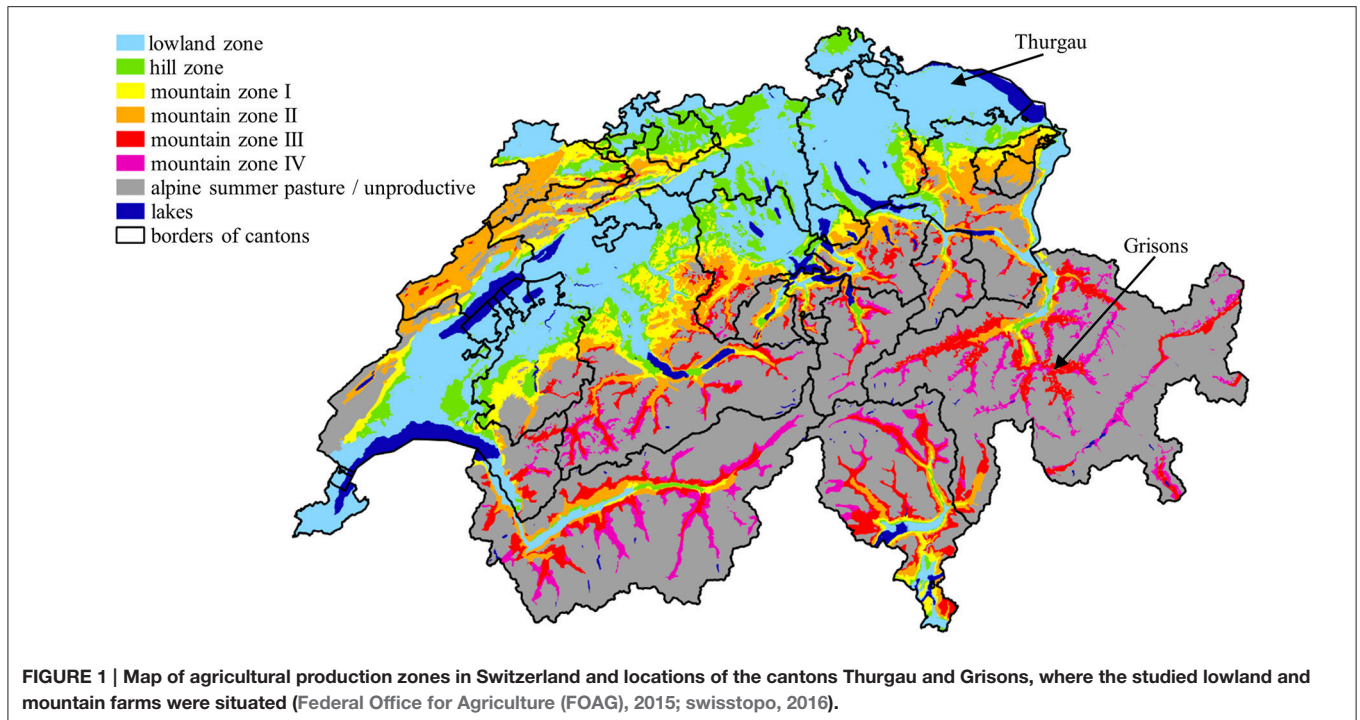 lowland zone
hill zone
mountain zone I
mountain zone II
mountain zone III
mountain zone IV
alpine summer pasture / unproductive
lakes
borders of cantons
Thurgau
Grisons
FIGURE 1 | Map of agricultural production zones in Switzerland and locations of the cantons Thurgau and Grisons, where the studied lowland and
mountain farms were situated (Federal Office for Agriculture (FOAG), 2015; swisstopo, 2016).